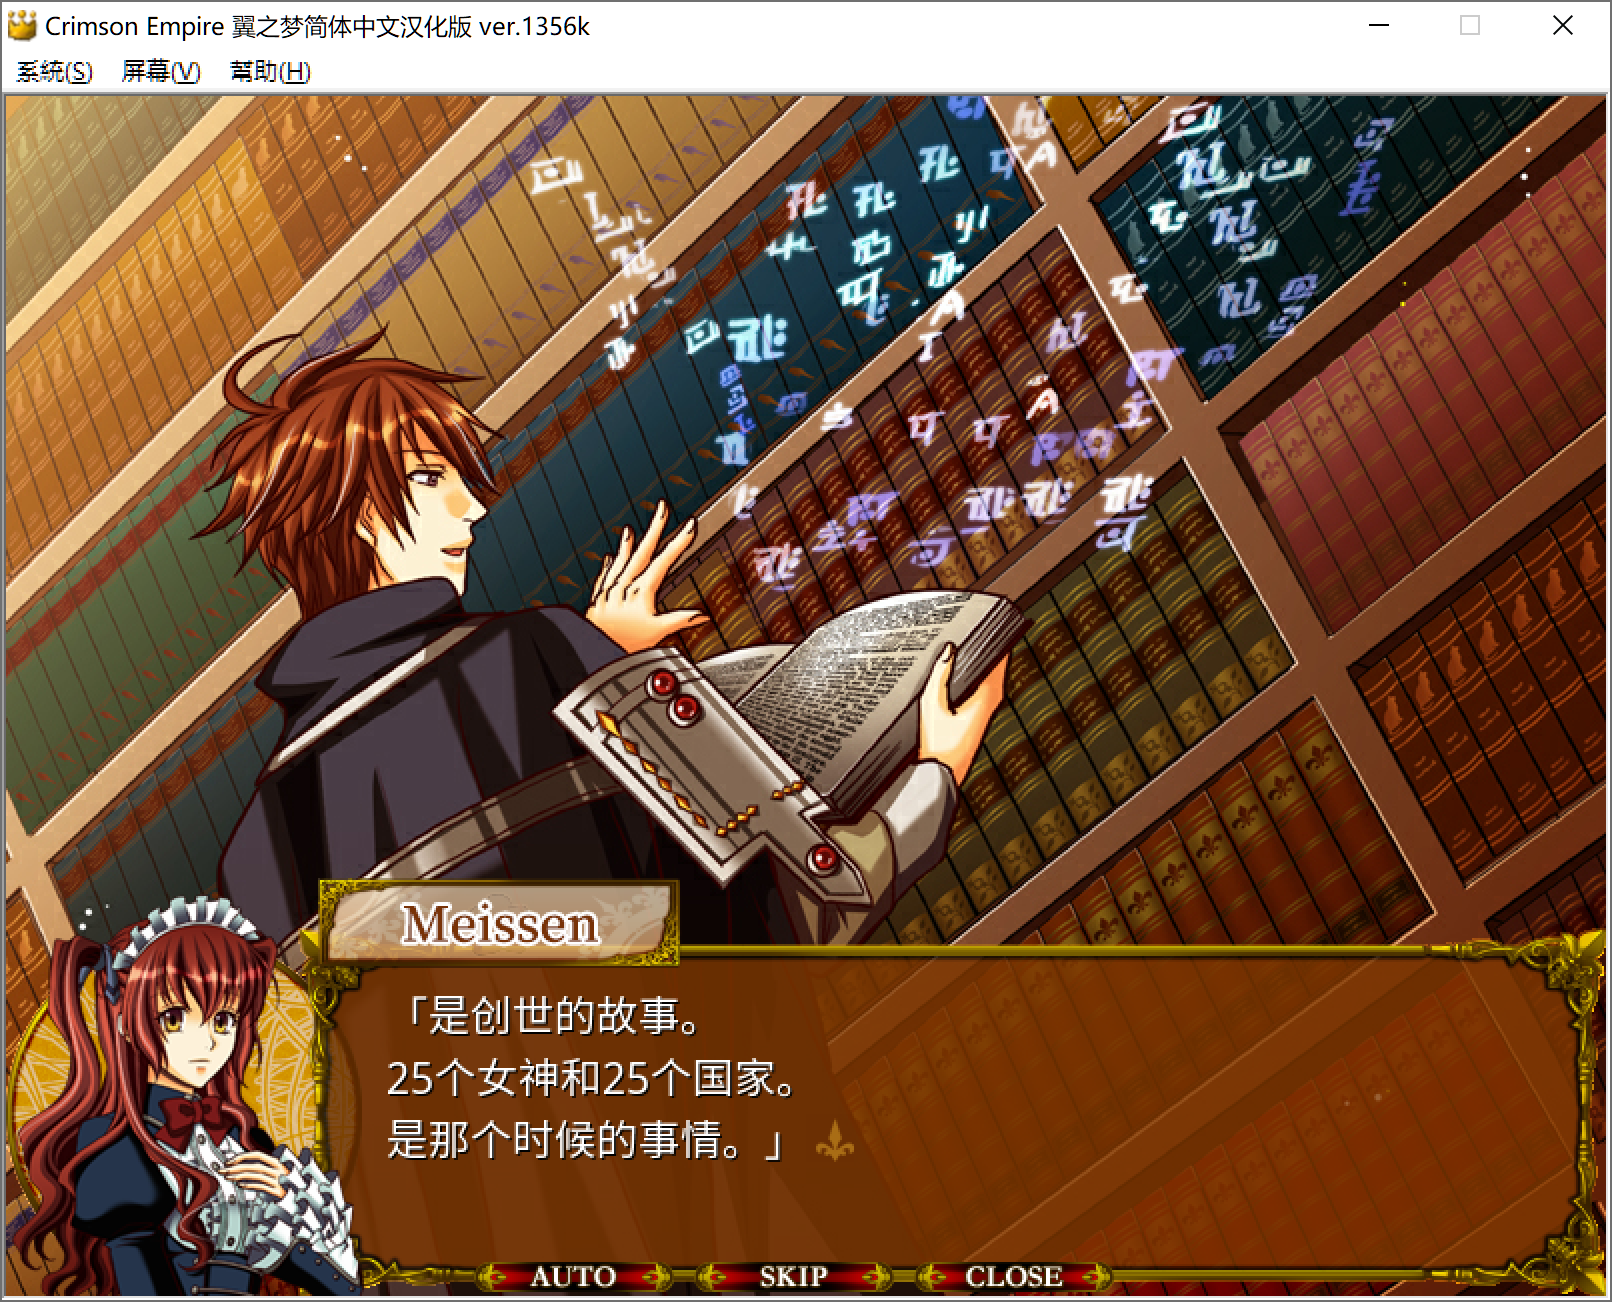 Crimson Empire 翼之梦简体中文汉化版 ver.1356k
系統(S) 屏幕(V) 幫助(H)
Meissen
「是创世的故事。
25个女神和25个国家。
是那个时候的事情。」
AUTO SKIP CLOSE